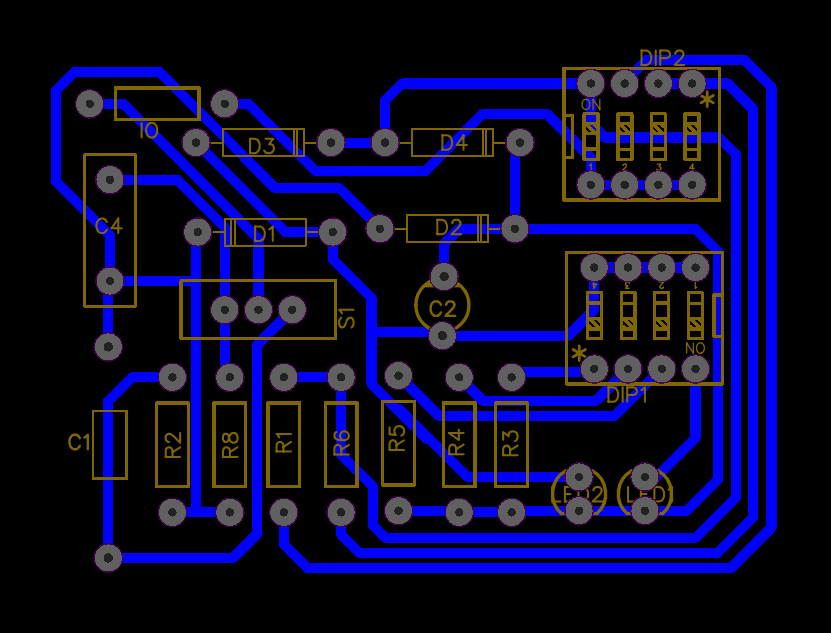 DIP2
ON
1 2 3 4
IO
D3
D4
C4
D1
D2
4 3 2 1
C2
S1
NO
DIP1
C1
R2
R8
R1
R6
R5
R4
R3
LED2
LED1